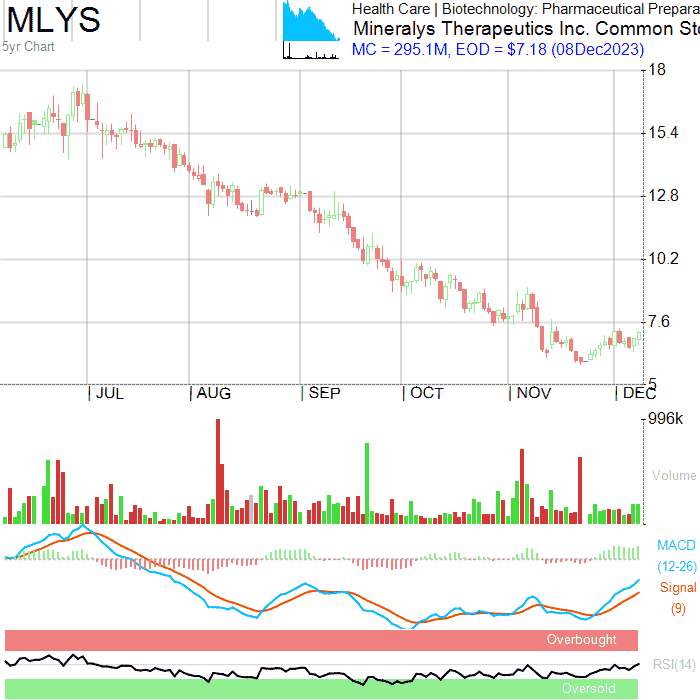 MLYS
5yr Chart
Health Care | Biotechnology: Pharmaceutical Prepara
Mineralys Therapeutics Inc. Common Sto
MC = 295.1M, EOD = $7.18 (08Dec2023)
18
15.4
12.8
10.2
7.6
5
JUL AUG SEP OCT NOV DEC
996k
Volume
MACD
(12-26)
Signal
(9)
Overbought
RSI(14)
Oversold